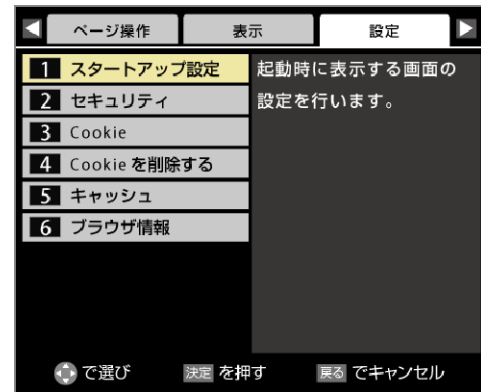 ページ操作 表示 設定
1 スタートアップ設定
2 セキュリティ
3 Cookie
4 Cookie を削除する
5 キャッシュ
6 ブラウザ情報
起動時に表示する画面の
設定を行います。
で選び 決定 を押す 戻る でキャンセル